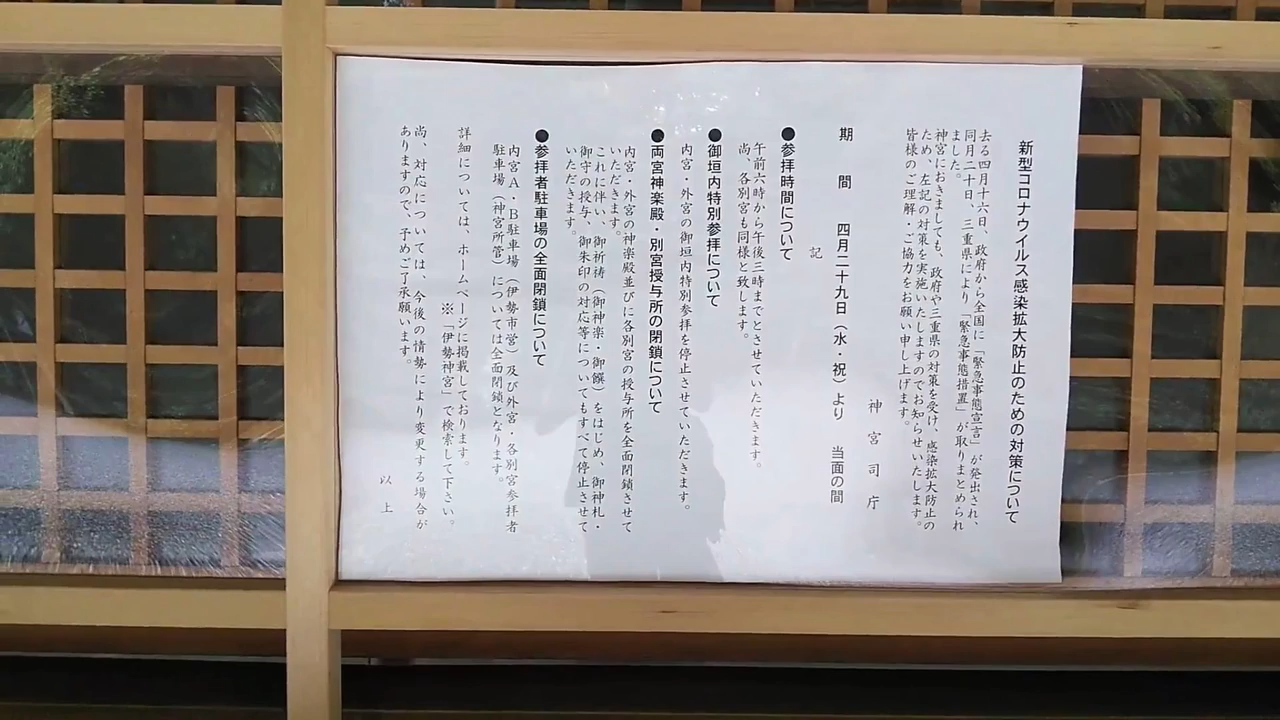 新型コロナウイルス感染拡大防止のための対策について
去る四月十六日、政府から全国に「緊急事態宣言」が発出され、
同月二十日、三重県により「緊急事態措置」が取りまとめられ
ました。
神宮におきましても、政府や三重県の対策を受け、感染拡大防止の
ため、左記の対策を実施いたしますのでお知らせいたします。
皆様のご理解・ご協力をお願い申し上げます。
神宮司庁
期　間　四月二十九日（水・祝）より　当面の間
記
●参拝時間について
午前六時から午後三時までとさせていただきます。
尚、各別宮も同様と致します。
●御垣内特別参拝について
内宮・外宮の御垣内特別参拝を停止させていただきます。
●両宮神楽殿・別宮授与所の閉鎖について
内宮・外宮の神楽殿並びに各別宮の授与所を全面閉鎖させて
いただきます。
これに伴い、御祈祷（御神楽・御饌）をはじめ、御神札・
御守の授与、御朱印の対応等についてもすべて停止させて
いただきます。
●参拝者駐車場の全面閉鎖について
内宮A・B駐車場（伊勢市営）及び外宮・各別宮参拝者
駐車場（神宮所管）については全面閉鎖となります。
詳細については、ホームページに掲載しております。
※「伊勢神宮」で検索して下さい。
尚、対応については、今後の情勢により変更する場合が
ありますので、予めご了承願います。
以上